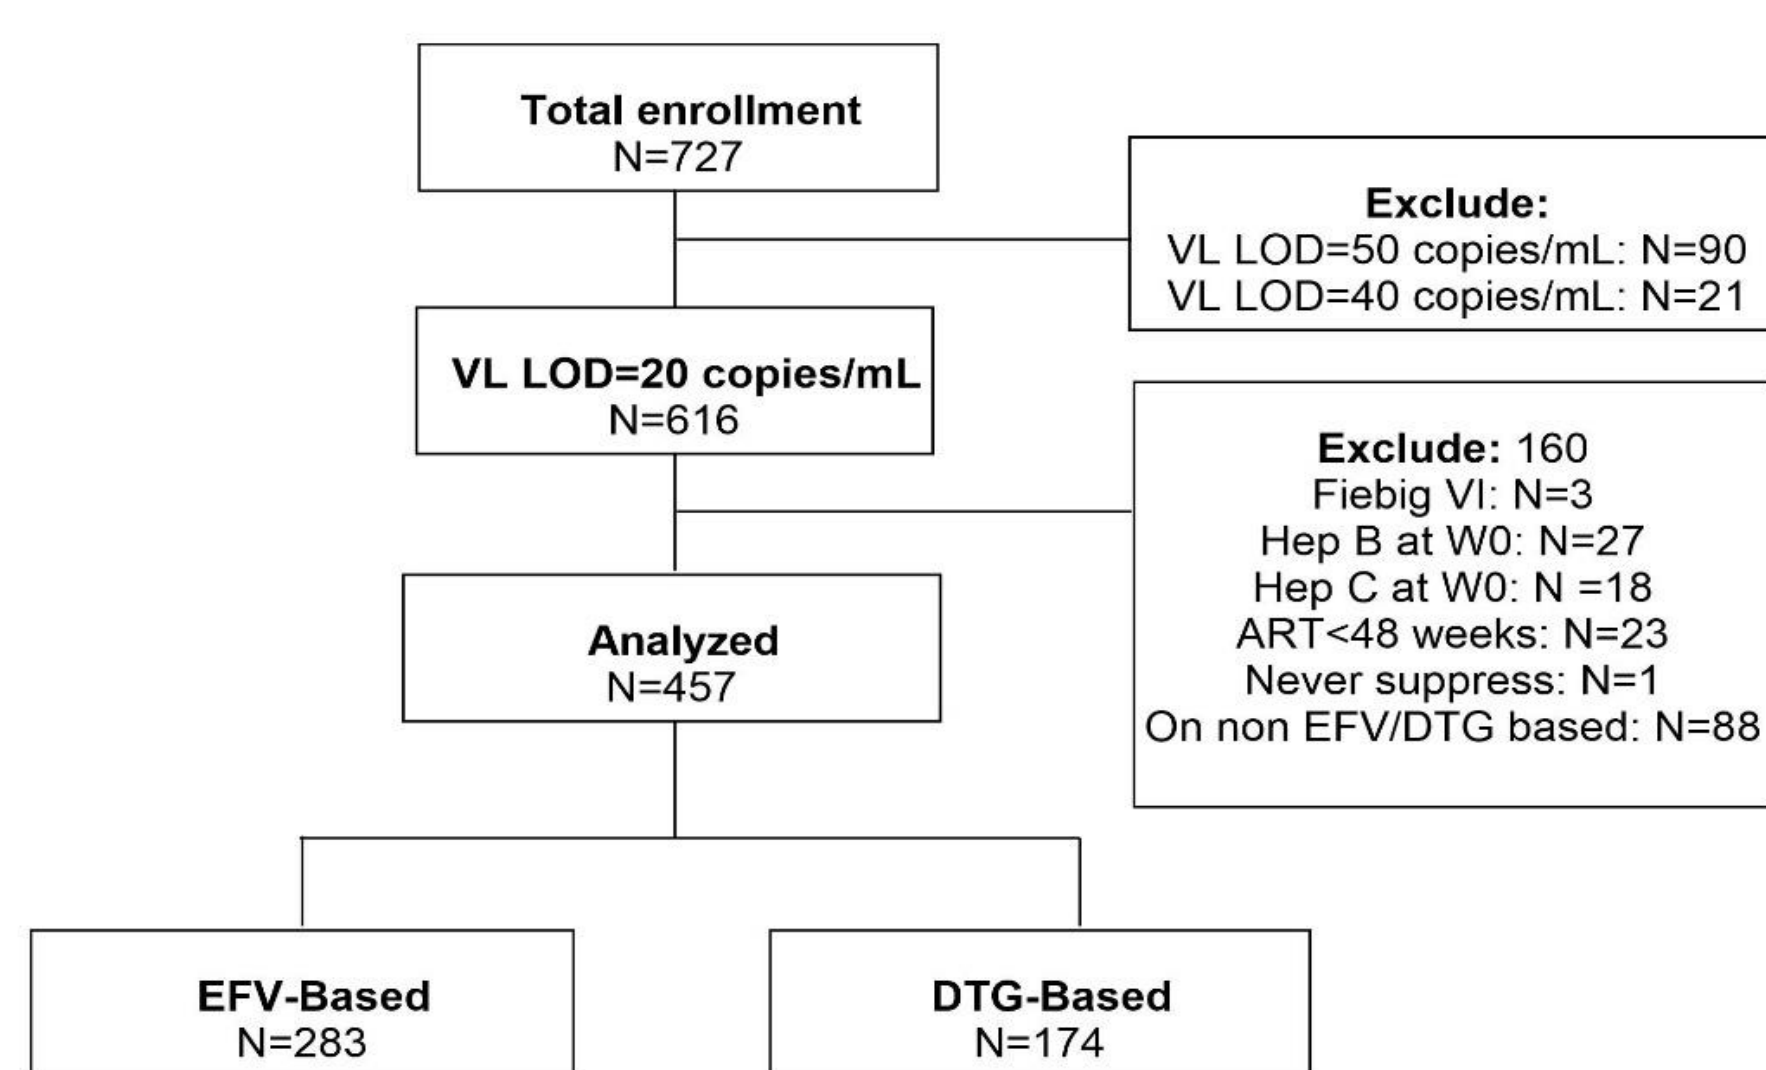 Total enrollment
N=727
Exclude:
VL LOD=50 copies/mL: N=90
VL LOD=40 copies/mL: N=21
VL LOD=20 copies/mL
N=616
Exclude: 160
Fiebig VI: N=3
Hep B at W0: N=27
Hep C at W0: N =18
ART<48 weeks: N=23
Never suppress: N=1
On non EFV/DTG based: N=88
Analyzed
N=457
EFV-Based
N=283
DTG-Based
N=174